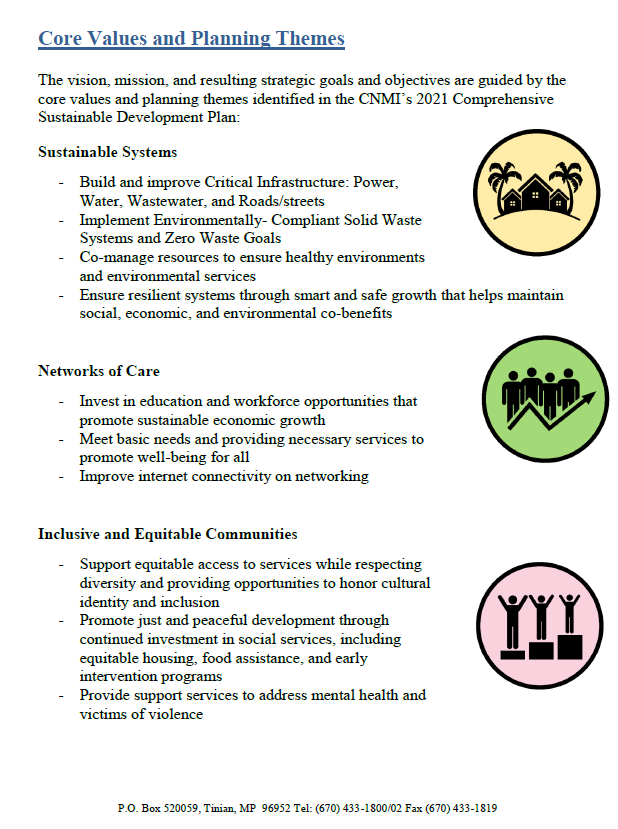 Core Values and Planning Themes
The vision, mission, and resulting strategic goals and objectives are guided by the
core values and planning themes identified in the CNMI's 2021 Comprehensive
Sustainable Development Plan:
Sustainable Systems
- Build and improve Critical Infrastructure: Power,
Water, Wastewater, and Roads/streets
- Implement Environmentally- Compliant Solid Waste
Systems and Zero Waste Goals
- Co-manage resources to ensure healthy environments
and environmental services
- Ensure resilient systems through smart and safe growth that helps maintain
social, economic, and environmental co-benefits
Networks of Care
- Invest in education and workforce opportunities that
promote sustainable economic growth
- Meet basic needs and providing necessary services to
promote well-being for all
- Improve internet connectivity on networking
Inclusive and Equitable Communities
- Support equitable access to services while respecting
diversity and providing opportunities to honor cultural
identity and inclusion
- Promote just and peaceful development through
continued investment in social services, including
equitable housing, food assistance, and early
intervention programs
- Provide support services to address mental health and
victims of violence
P.O. Box 520059, Tinian, MP  96952 Tel: (670) 433-1800/02 Fax (670) 433-1819